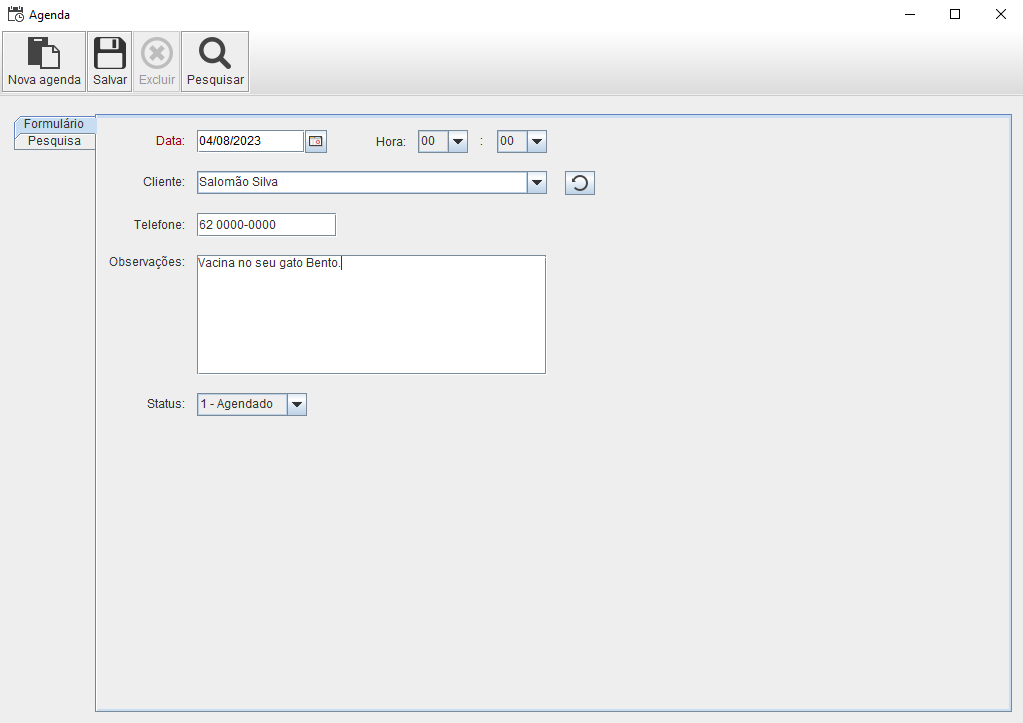 Agenda
Nova agenda Salvar Excluir Pesquisar
Formulário
Pesquisa
Data: 04/08/2023 Hora: 00 : 00
Cliente: Salomão Silva
Telefone: 62 0000-0000
Observações: Vacina no seu gato Bento.
Status: 1 - Agendado